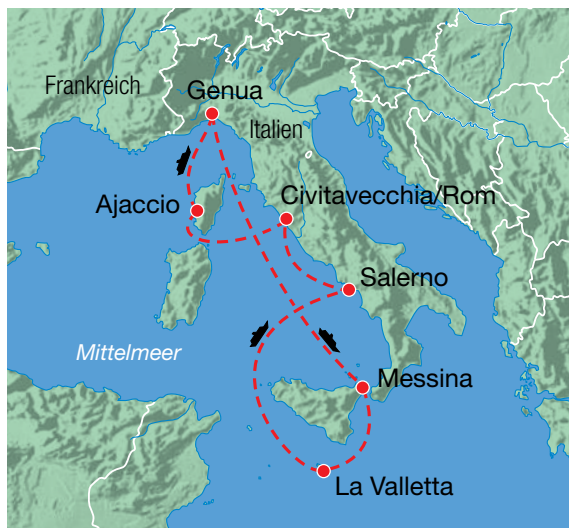 Frankreich
Genua
Italien
Ajaccio
Civitavecchia/Rom
Salerno
Mittelmeer
Messina
La Valletta